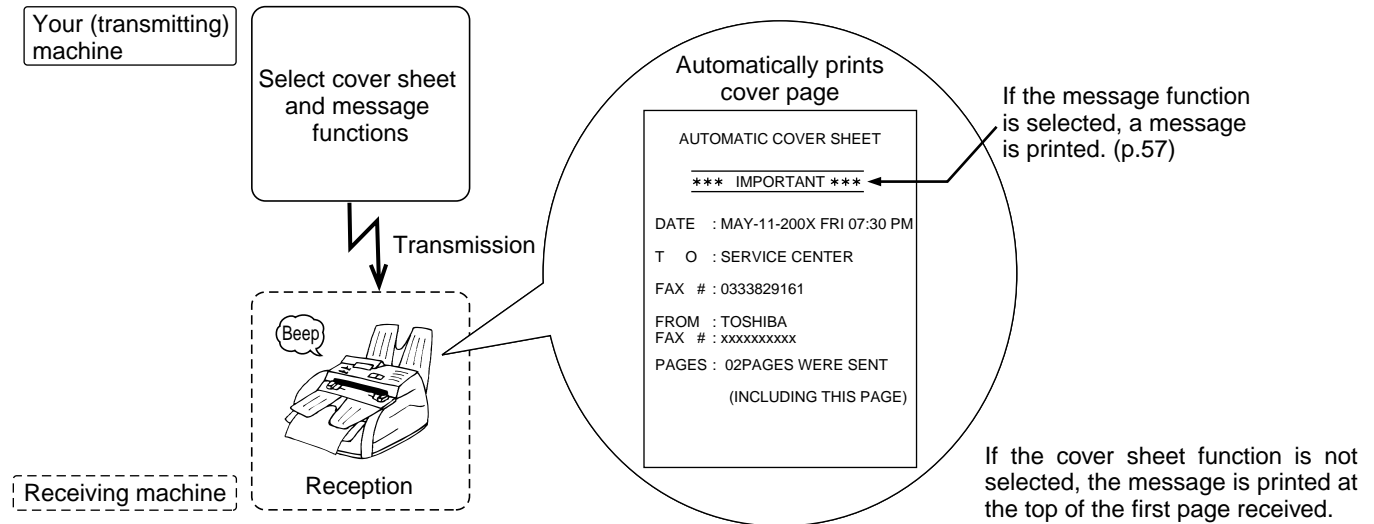 Your (transmitting)
machine
Select cover sheet
and message
functions
Transmission
Beep
Reception
Receiving machine
Automatically prints
cover page
AUTOMATIC COVER SHEET
*** IMPORTANT ***
DATE : MAY-11-200X FRI 07:30 PM
T O : SERVICE CENTER
FAX # : 0333829161
FROM : TOSHIBA
FAX # : xxxxxxxxxx
PAGES : 02PAGES WERE SENT
(INCLUDING THIS PAGE)
If the message function
is selected, a message
is printed. (p.57)
If the cover sheet function is not
selected, the message is printed at
the top of the first page received.